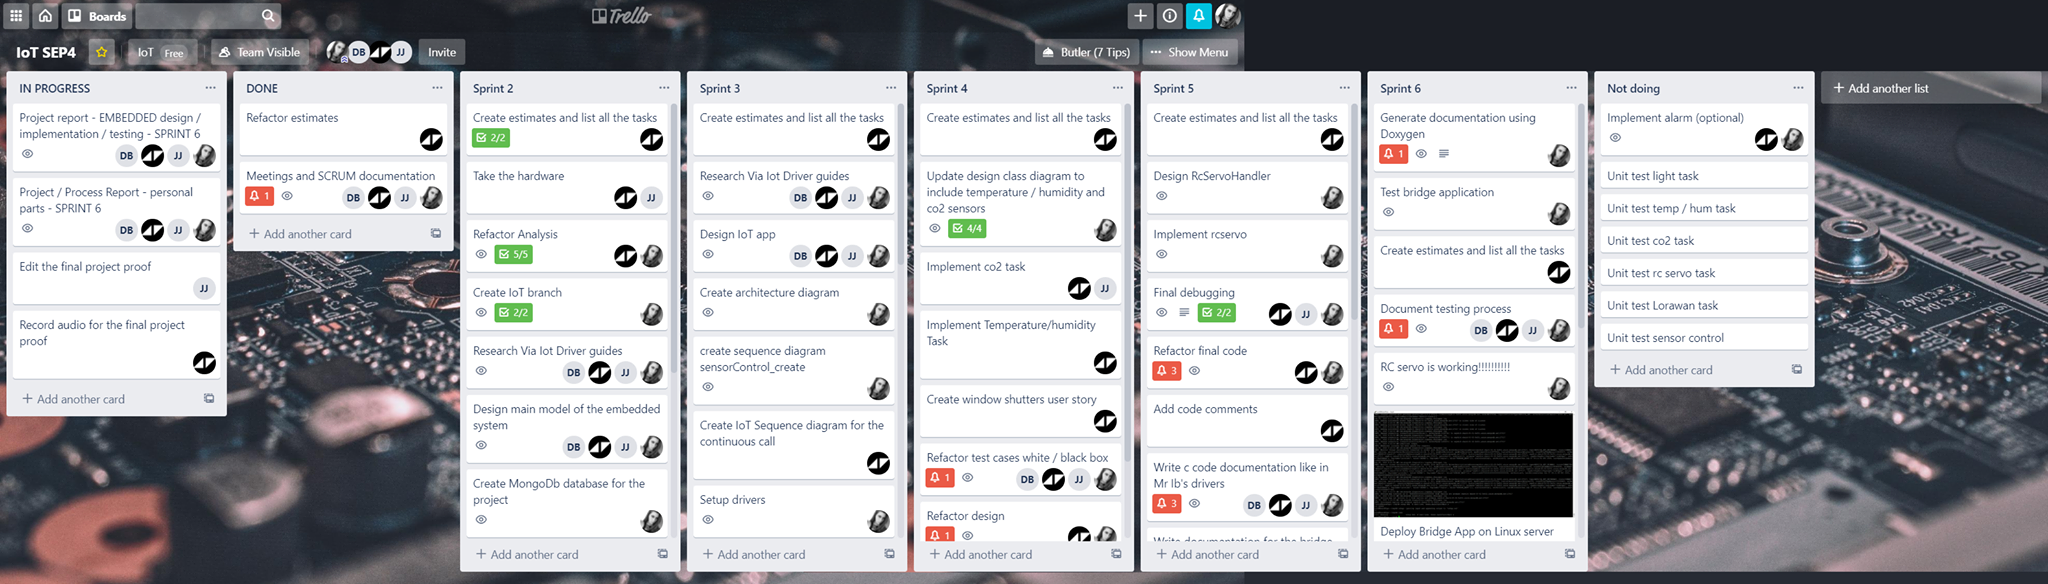 Boards
Trello
IoT SEP4
IoT Free
Team Visible
DB
JJ
Invite
Butler (7 Tips)
Show Menu
IN PROGRESS
Project report - EMBEDDED design /
implementation / testing - SPRINT 6
DB
JJ
Project / Process Report - personal
parts - SPRINT 6
DB
JJ
Edit the final project proof
JJ
Record audio for the final project
proof
+ Add another card
DONE
Refactor estimates
Meetings and SCRUM documentation
1
DB
JJ
+ Add another card
Sprint 2
Create estimates and list all the tasks
2/2
Take the hardware
JJ
Refactor Analysis
5/5
Create IoT branch
2/2
Research Via Iot Driver guides
DB
JJ
Design main model of the embedded
system
DB
JJ
Create MongoDb database for the
project
+ Add another card
Sprint 3
Create estimates and list all the tasks
Research Via Iot Driver guides
DB
JJ
Design IoT app
DB
JJ
Create architecture diagram
create sequence diagram
sensorControl_create
Create IoT Sequence diagram for the
continuous call
Setup drivers
+ Add another card
Sprint 4
Create estimates and list all the tasks
Update design class diagram to
include temperature / humidity and
co2 sensors
4/4
Implement co2 task
JJ
Implement Temperature/humidity
Task
Create window shutters user story
Refactor test cases white / black box
1
DB
JJ
Refactor design
1
+ Add another card
Sprint 5
Create estimates and list all the tasks
Design RcServoHandler
Implement rcservo
Final debugging
2/2
JJ
Refactor final code
3
Add code comments
Write c code documentation like in
Mr Ib's drivers
3
DB
JJ
Write documentation for the bridge
+ Add another card
Sprint 6
Generate documentation using
Doxygen
1
Test bridge application
Create estimates and list all the tasks
Document testing process
1
DB
JJ
RC servo is working!!!!!!!!!!
Deploy Bridge App on Linux server
+ Add another card
Not doing
Implement alarm (optional)
Unit test light task
Unit test temp / hum task
Unit test co2 task
Unit test rc servo task
Unit test Lorawan task
Unit test sensor control
+ Add another card
+ Add another list